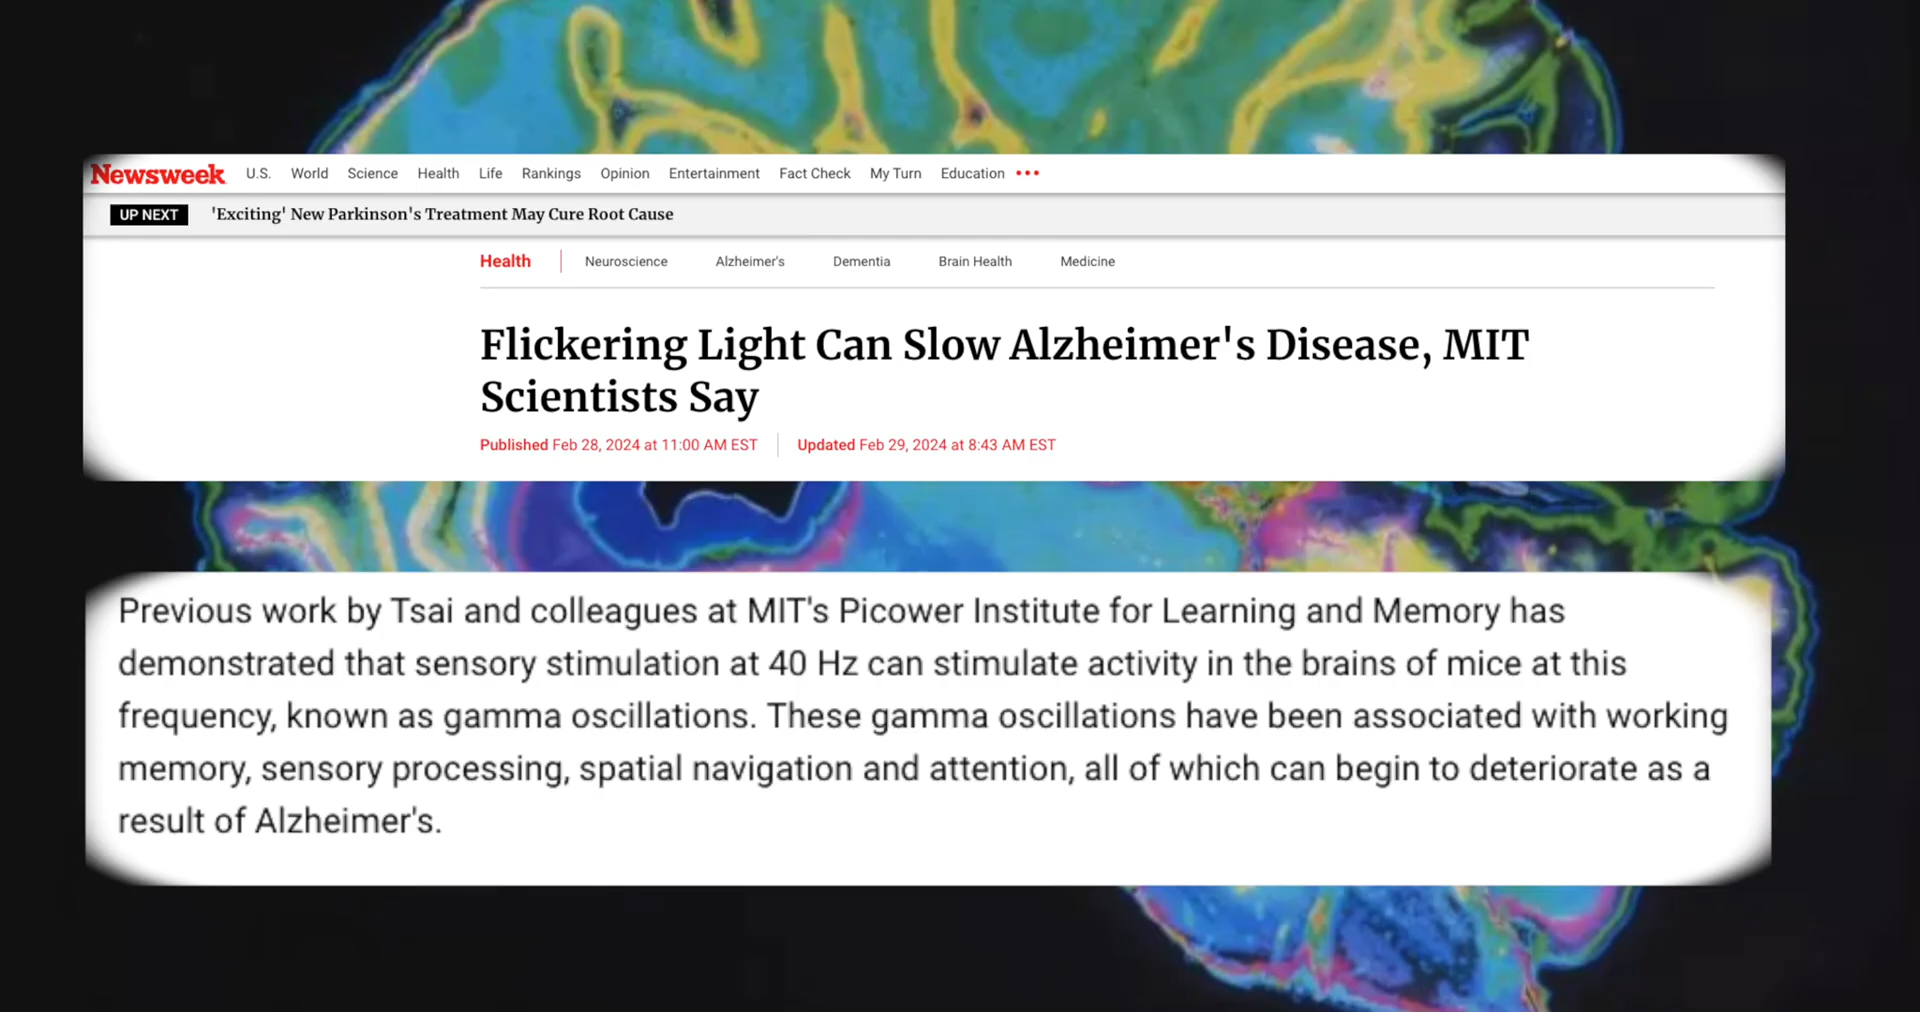 Newsweek U.S. World Science Health Life Rankings Opinion Entertainment Fact Check My Turn Education •••
UP NEXT 'Exciting' New Parkinson's Treatment May Cure Root Cause
Health Neuroscience Alzheimer's Dementia Brain Health Medicine
Flickering Light Can Slow Alzheimer's Disease, MIT
Scientists Say
Published Feb 28, 2024 at 11:00 AM EST Updated Feb 29, 2024 at 8:43 AM EST
Previous work by Tsai and colleagues at MIT's Picower Institute for Learning and Memory has
demonstrated that sensory stimulation at 40 Hz can stimulate activity in the brains of mice at this
frequency, known as gamma oscillations. These gamma oscillations have been associated with working
memory, sensory processing, spatial navigation and attention, all of which can begin to deteriorate as a
result of Alzheimer's.